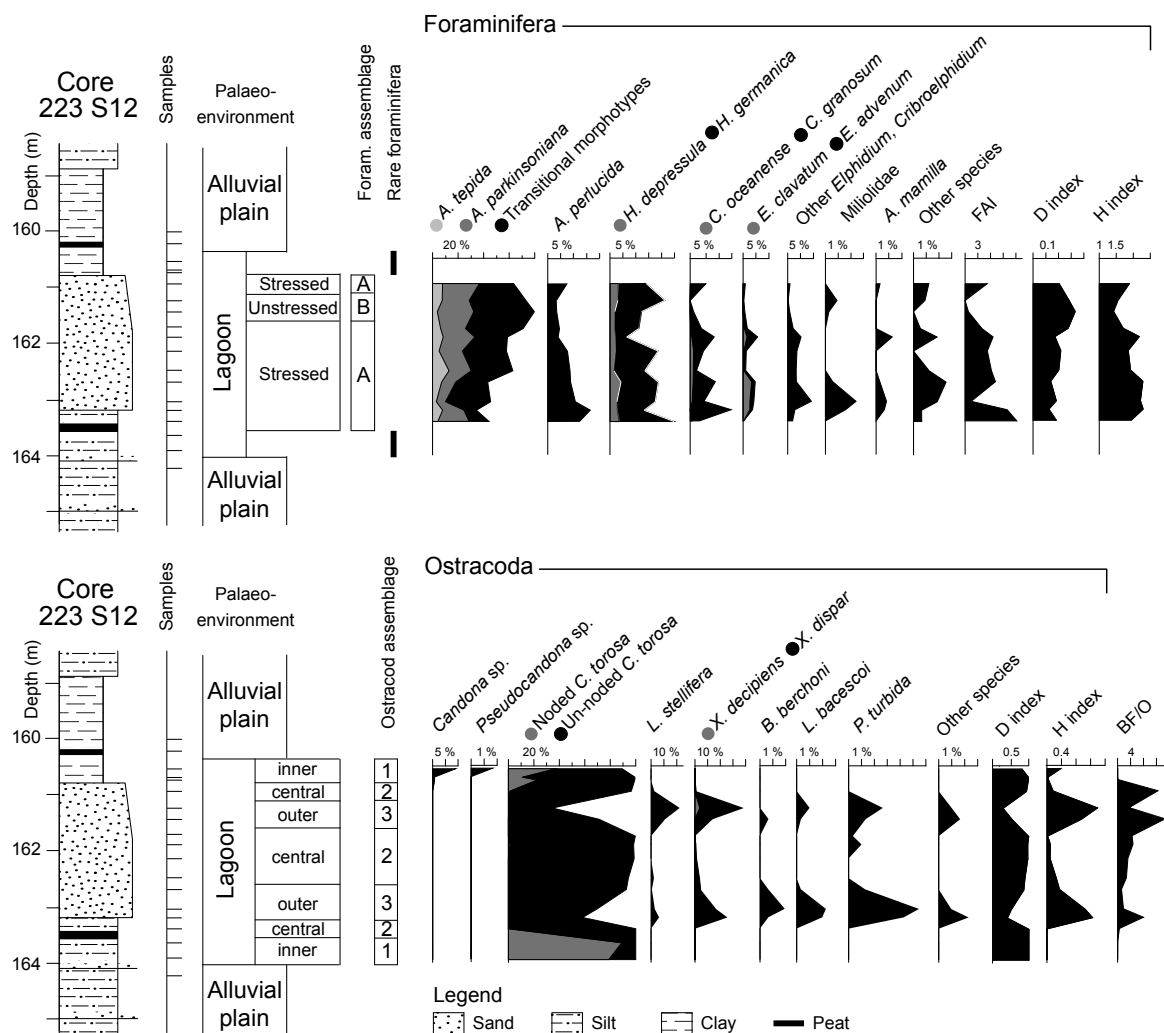 Foraminifera
Core
223 S12
Depth (m)
160
162
164
Samples
Palaeo-
environment
Foram. assemblage
Rare foraminifera
A. tepida
A. parkinsoniana
Transitional morphotypes
A. perlucida
H. depressula
H. germanica
C. oceanense
C. granosum
E. clavatum
E. advenum
Other Elphidium, Cribroelphidium
Miliolidae
A. mamilla
Other species
FAI
D index
H index
20 %
5 %
5 %
5 %
5 %
5 %
1 %
1 %
1 %
3
0.1
1 1.5
Alluvial
plain
Lagoon
Stressed
A
Unstressed
B
Stressed
A
Alluvial
plain
Ostracoda
Core
223 S12
Depth (m)
160
162
164
Samples
Palaeo-
environment
Ostracod assemblage
Candona sp.
Pseudocandona sp.
Noded C. torosa
Un-noded C. torosa
L. stellifera
X. decipiens
X. dispar
B. berchoni
L. bacescoi
P. turbida
Other species
D index
H index
BF/O
5 %
1 %
20 %
10 %
10 %
1 %
1 %
1 %
1 %
0.5
0.4
4
Alluvial
plain
Lagoon
inner
1
central
2
outer
3
central
2
outer
3
central
2
inner
1
Alluvial
plain
Legend
Sand
Silt
Clay
Peat